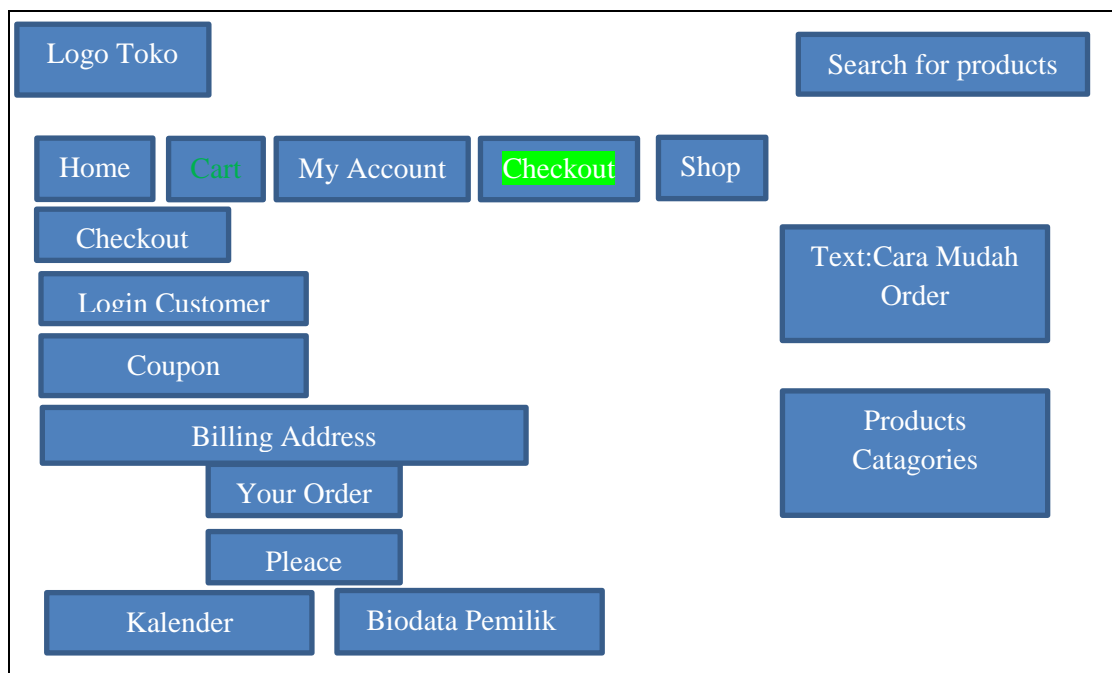 Logo Toko
Search for products
Home
Cart
My Account
Checkout
Shop
Checkout
Login Customer
Coupon
Billing Address
Your Order
Pleace
Kalender
Biodata Pemilik
Text:Cara Mudah
Order
Products
Catagories